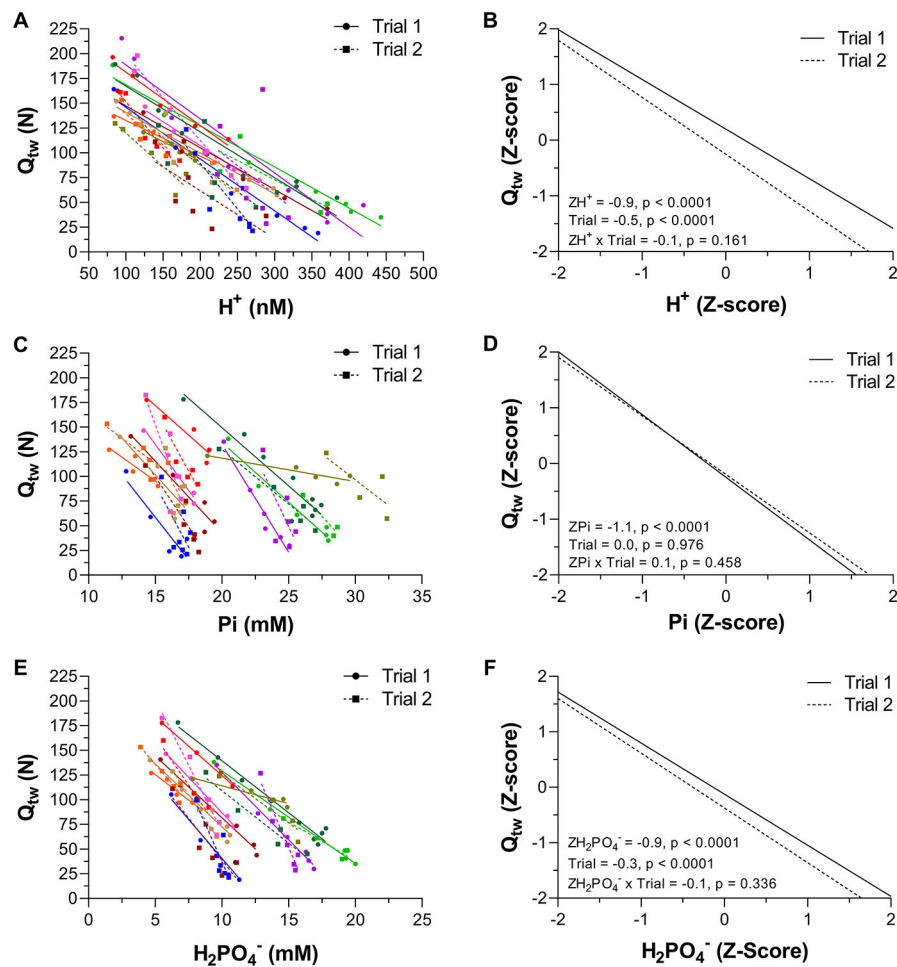 A
Trial 1
Trial 2
Qtw (N)
225
200
175
150
125
100
75
50
25
0
50 100 150 200 250 300 350 400 450 500
H+ (nM)
B
Trial 1
Trial 2
Qtw (Z-score)
2
1
0
-1
-2
ZH+ = -0.9, p < 0.0001
Trial = -0.5, p < 0.0001
ZH+ x Trial = -0.1, p = 0.161
-2 -1 0 1 2
H+ (Z-score)
C
Trial 1
Trial 2
Qtw (N)
225
200
175
150
125
100
75
50
25
0
10 15 20 25 30 35
Pi (mM)
D
Trial 1
Trial 2
Qtw (Z-score)
2
1
0
-1
-2
ZPi = -1.1, p < 0.0001
Trial = 0.0, p = 0.976
ZPi x Trial = 0.1, p = 0.458
-2 -1 0 1 2
Pi (Z-score)
E
Trial 1
Trial 2
Qtw (N)
225
200
175
150
125
100
75
50
25
0
0 5 10 15 20 25
H2PO4- (mM)
F
Trial 1
Trial 2
Qtw (Z-score)
2
1
0
-1
-2
ZH2PO4- = -0.9, p < 0.0001
Trial = -0.3, p < 0.0001
ZH2PO4- x Trial = -0.1, p = 0.336
-2 -1 0 1 2
H2PO4- (Z-Score)